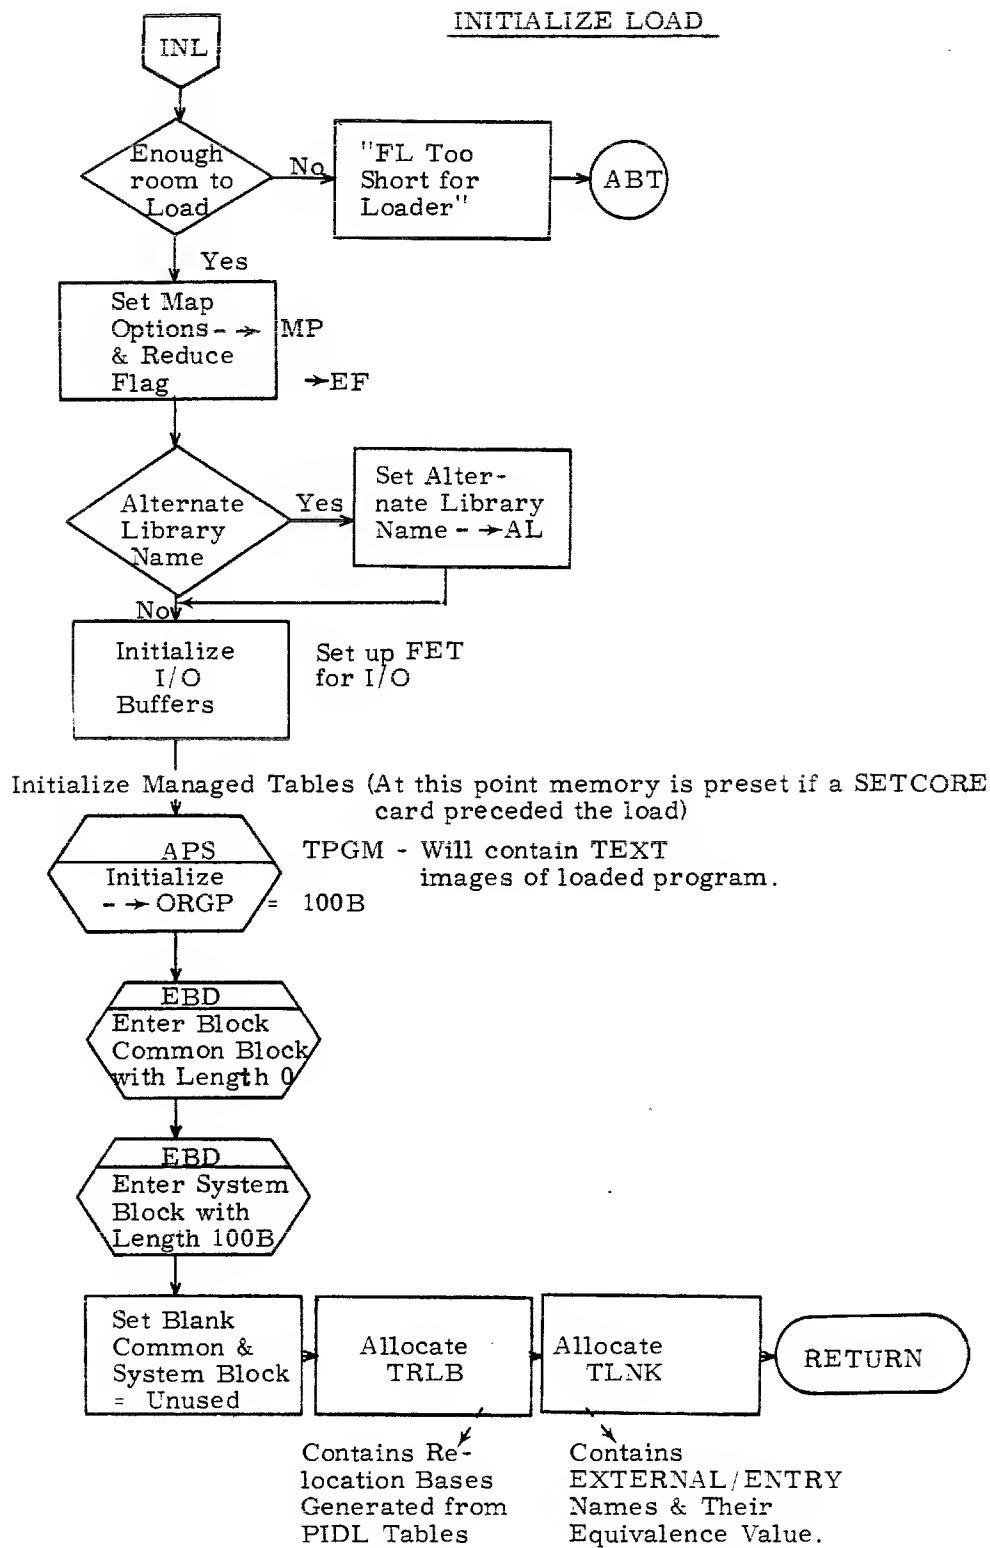 INITIALIZE LOAD
INL
Enough
room to
Load
No
"FL Too
Short for
Loader"
ABT
Yes
Set Map
Options - → MP
& Reduce
Flag → EF
Alternate
Library
Name
Yes
Set Alter-
nate Library
Name - → AL
No
Initialize
I/O
Buffers
Set up FET
for I/O
Initialize Managed Tables (At this point memory is preset if a SETCORE
card preceded the load)
APS
Initialize
- → ORGP = 100B
TPGM - Will contain TEXT
images of loaded program.
EBD
Enter Block
Common Block
with Length 0
EBD
Enter System
Block with
Length 100B
Set Blank
Common &
System Block
= Unused
Allocate
TRLB
Allocate
TLNK
RETURN
Contains Re-
location Bases
Generated from
PIDL Tables
Contains
EXTERNAL/ENTRY
Names & Their
Equivalence Value.